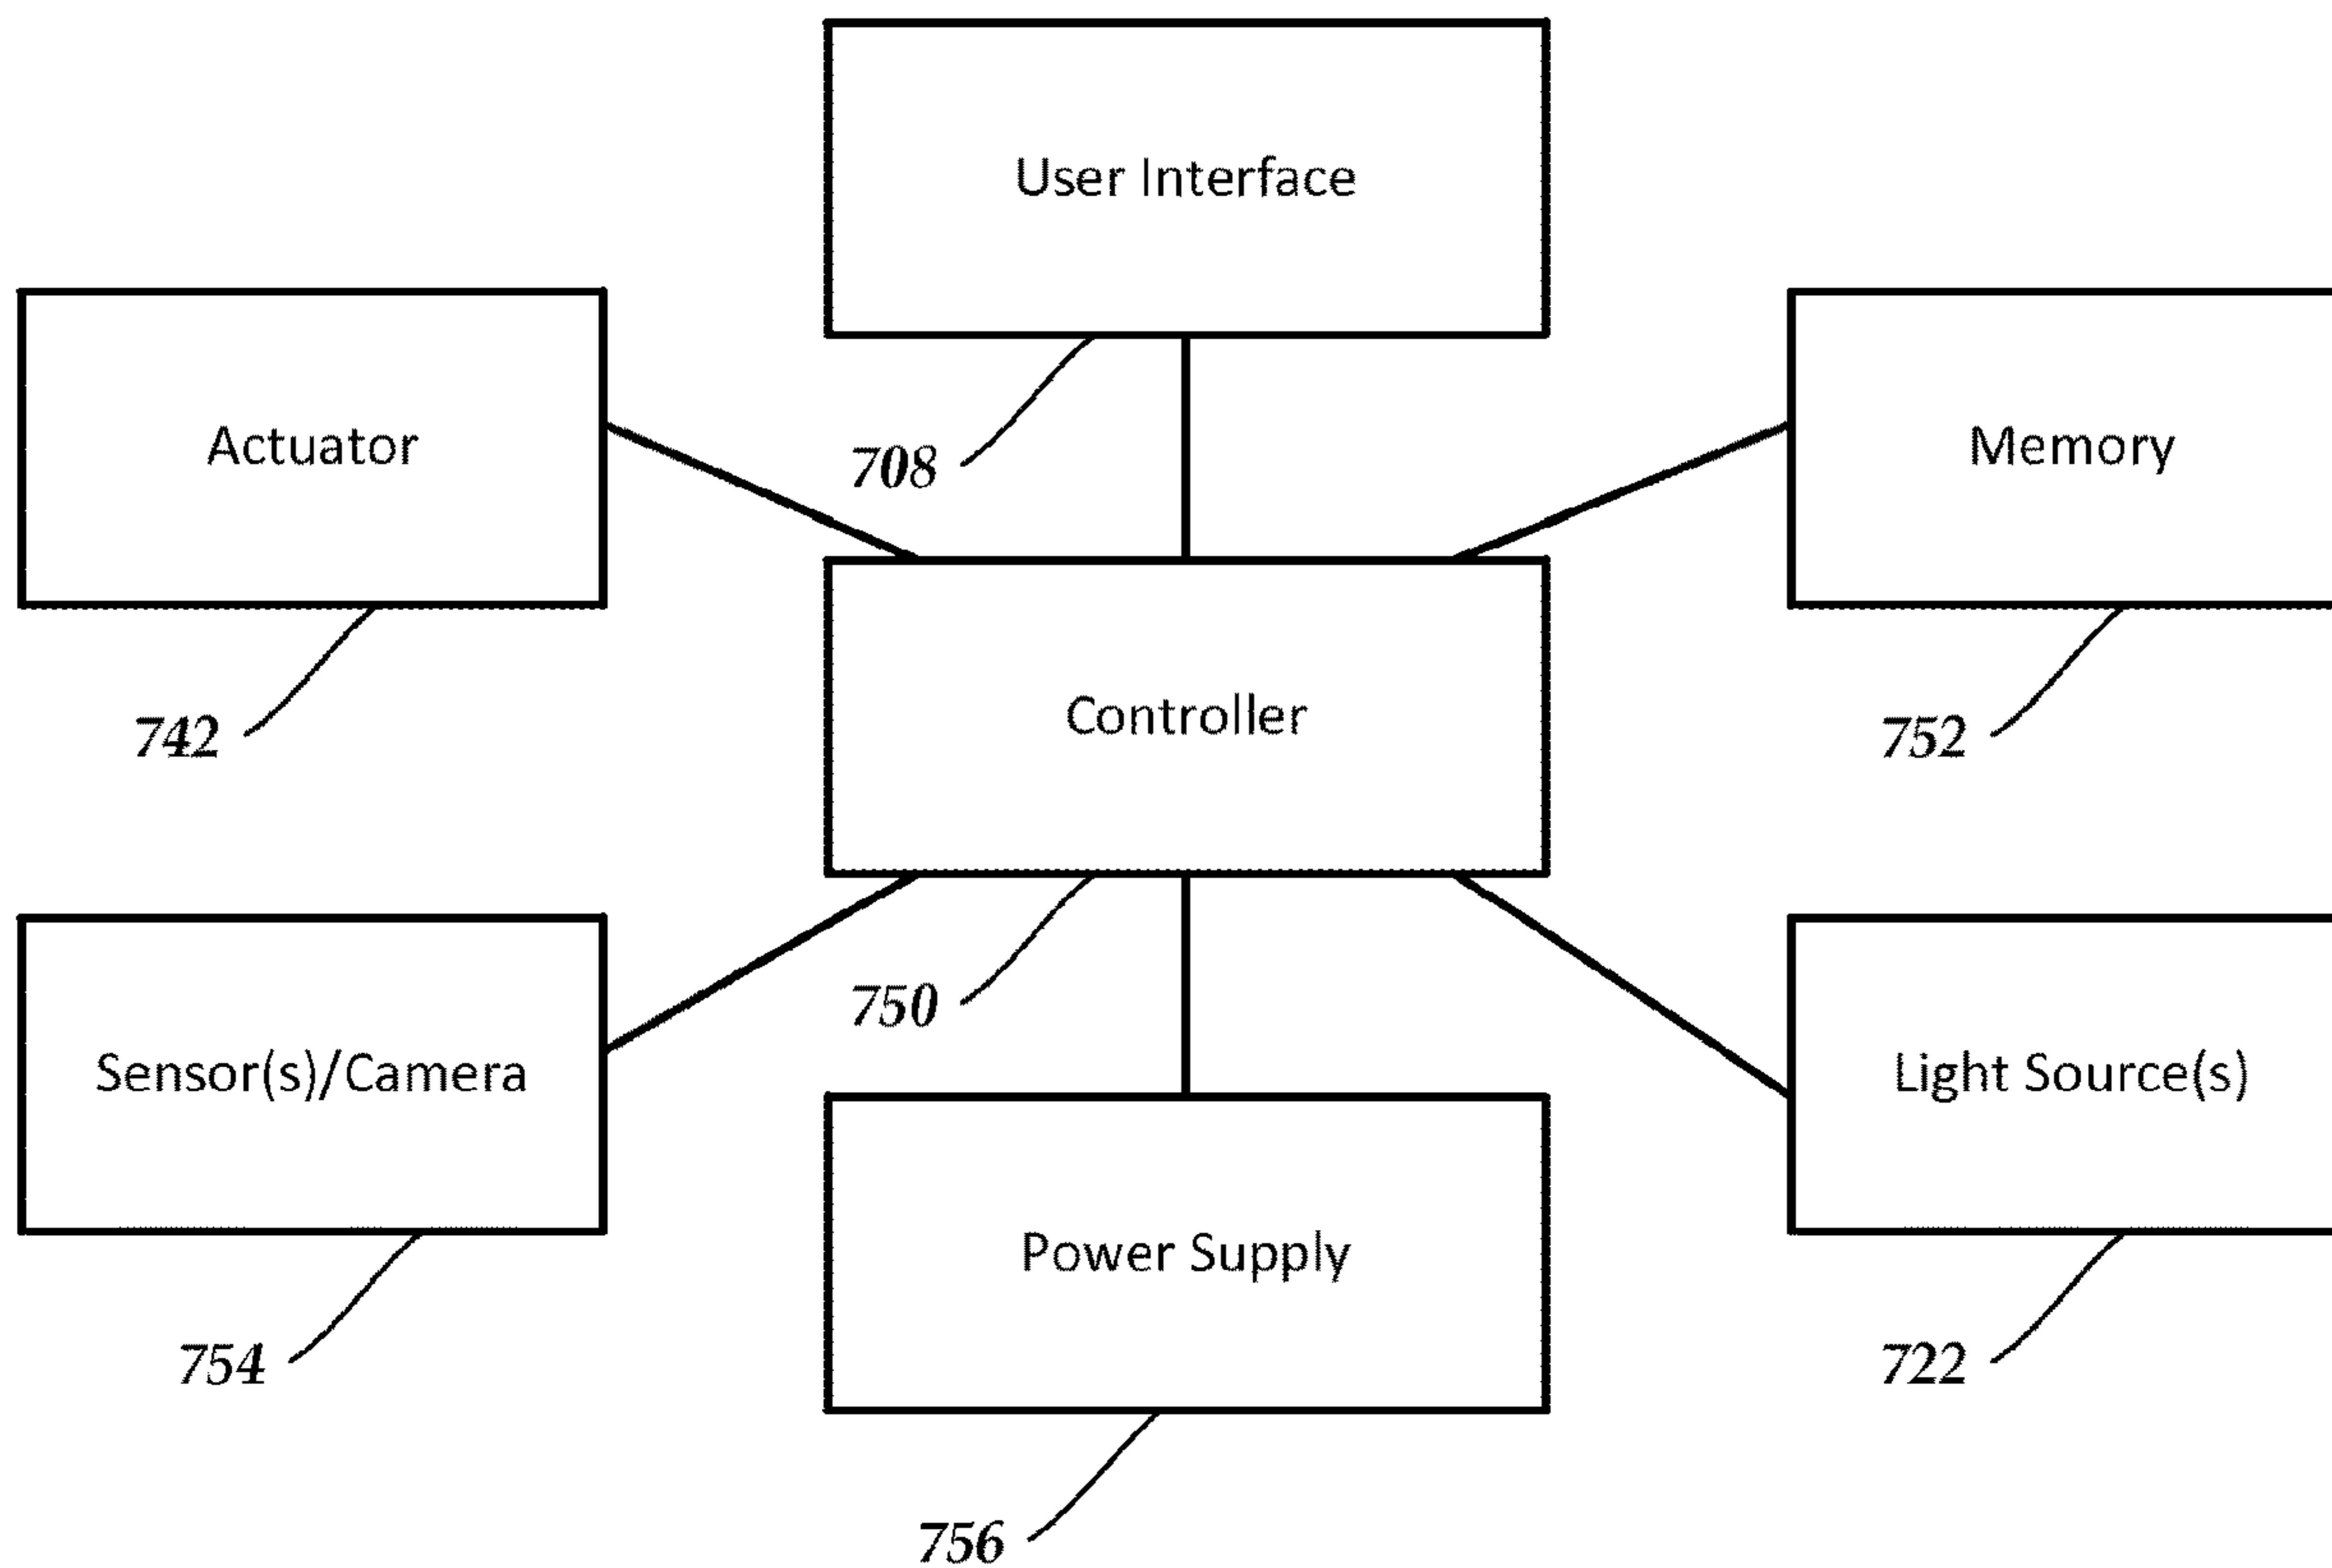 User Interface
708
Actuator
742
Memory
752
Controller
750
Sensor(s)/Camera
754
Light Source(s)
722
Power Supply
756